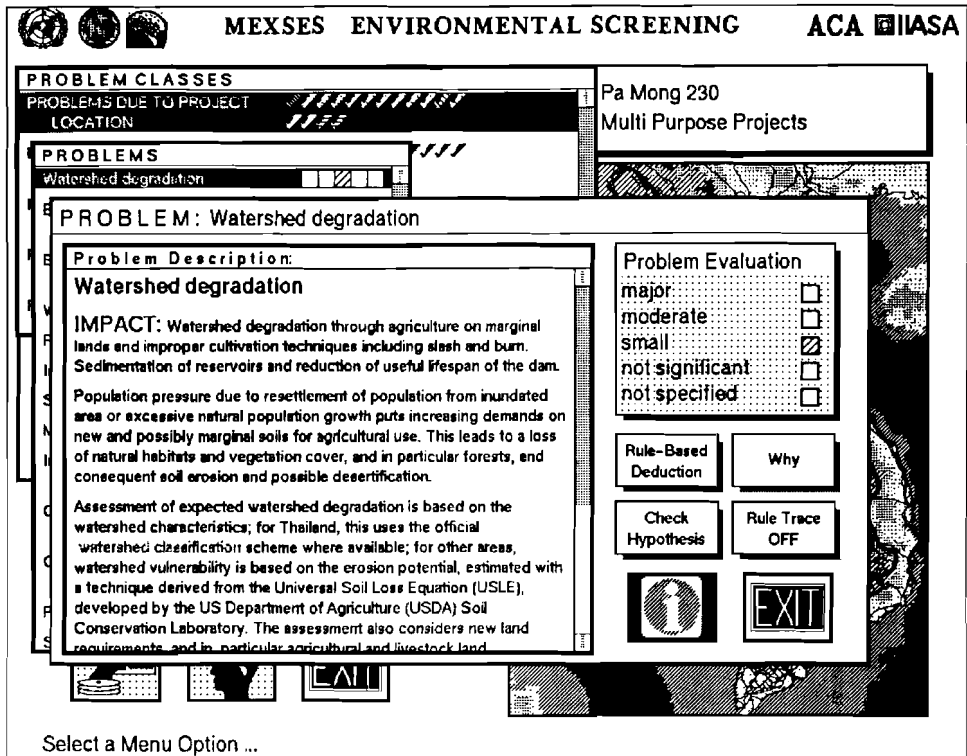 MEXSES ENVIRONMENTAL SCREENING
ACA IIASA
PROBLEM CLASSES
PROBLEMS DUE TO PROJECT
LOCATION
Pa Mong 230
Multi Purpose Projects
PROBLEMS
Watershed degradation
PROBLEM: Watershed degradation
Problem Description:
Watershed degradation
IMPACT: Watershed degradation through agriculture on marginal
lands and improper cultivation techniques including slash and burn.
Sedimentation of reservoirs and reduction of useful lifespan of the dam.
Population pressure due to resettlement of population from inundated
area or excessive natural population growth puts increasing demands on
new and possibly marginal soils for agricultural use. This leads to a loss
of natural habitats and vegetation cover, and in particular forests, and
consequent soil erosion and possible desertification.
Assessment of expected watershed degradation is based on the
watershed characteristics; for Thailand, this uses the official
watershed classification scheme where available; for other areas,
watershed vulnerability is based on the erosion potential, estimated with
a technique derived from the Universal Soil Loss Equation (USLE),
developed by the US Department of Agriculture (USDA) Soil
Conservation Laboratory. The assessment also considers new land
requirements, and in particular agricultural and livestock land
Problem Evaluation
major
moderate
small
not significant
not specified
Rule-Based
Deduction
Why
Check
Hypothesis
Rule Trace
OFF
i
EXIT
EXIT
Select a Menu Option ...